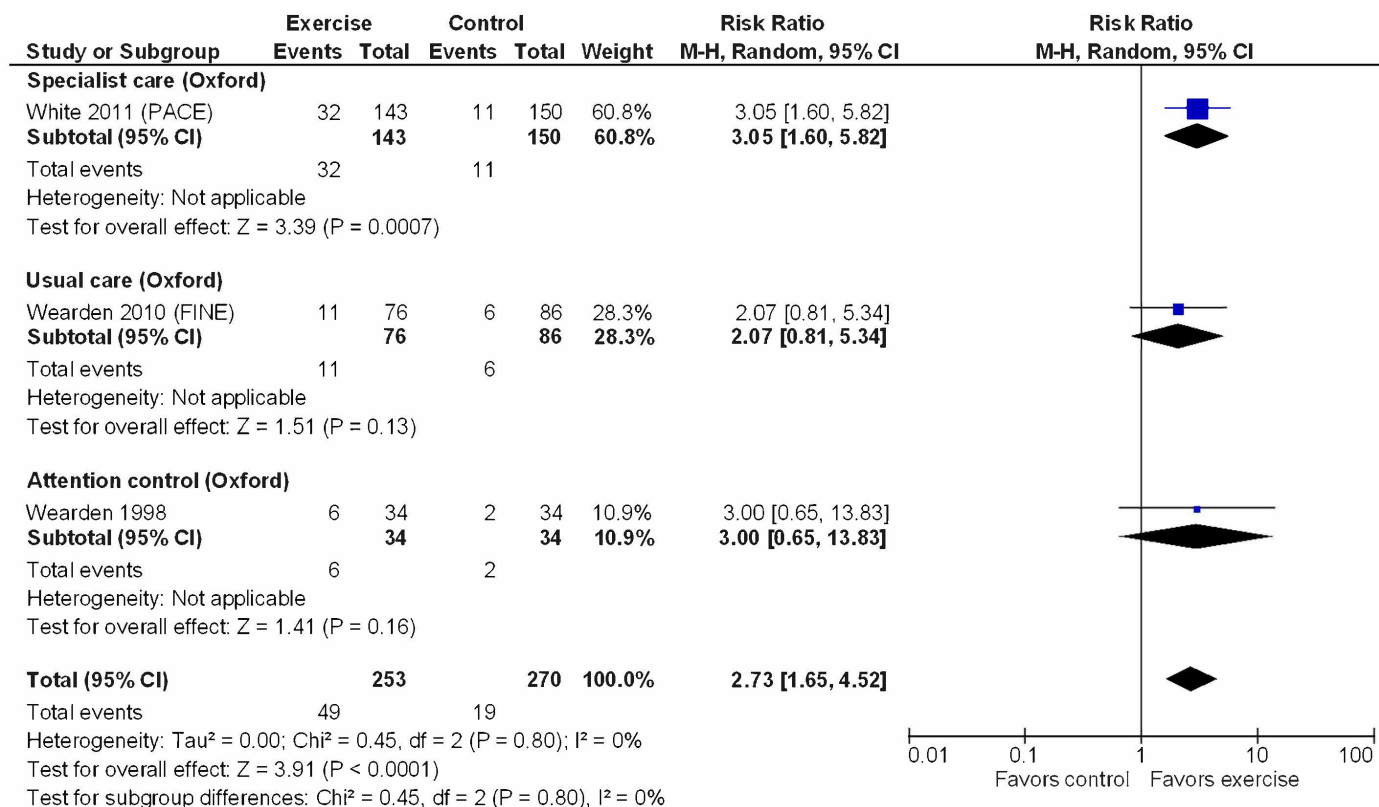 Exercise Control Risk Ratio Risk Ratio
Study or Subgroup Events Total Events Total Weight M-H, Random, 95% CI M-H, Random, 95% CI
Specialist care (Oxford)
White 2011 (PACE) 32 143 11 150 60.8% 3.05 [1.60, 5.82]
Subtotal (95% CI) 143 150 60.8% 3.05 [1.60, 5.82]
Total events 32 11
Heterogeneity: Not applicable
Test for overall effect: Z = 3.39 (P = 0.0007)
Usual care (Oxford)
Wearden 2010 (FINE) 11 76 6 86 28.3% 2.07 [0.81, 5.34]
Subtotal (95% CI) 76 86 28.3% 2.07 [0.81, 5.34]
Total events 11 6
Heterogeneity: Not applicable
Test for overall effect: Z = 1.51 (P = 0.13)
Attention control (Oxford)
Wearden 1998 6 34 2 34 10.9% 3.00 [0.65, 13.83]
Subtotal (95% CI) 34 34 10.9% 3.00 [0.65, 13.83]
Total events 6 2
Heterogeneity: Not applicable
Test for overall effect: Z = 1.41 (P = 0.16)
Total (95% CI) 253 270 100.0% 2.73 [1.65, 4.52]
Total events 49 19
Heterogeneity: Tau² = 0.00; Chi² = 0.45, df = 2 (P = 0.80); I² = 0%
Test for overall effect: Z = 3.91 (P < 0.0001)
Test for subgroup differences: Chi² = 0.45, df = 2 (P = 0.80), I² = 0%
0.01 0.1 1 10 100
Favors control Favors exercise